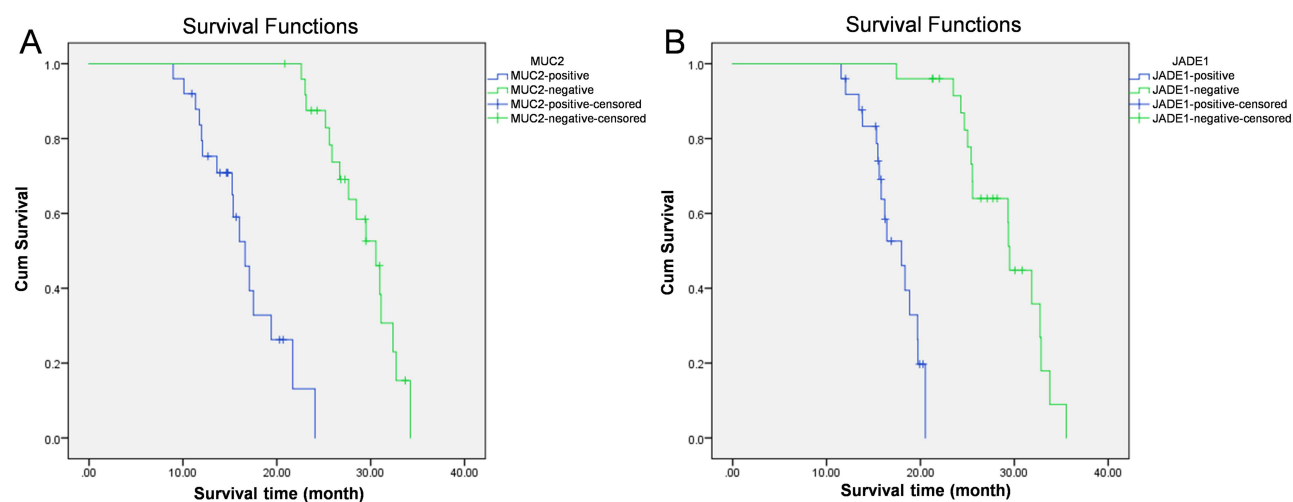 A
Survival Functions
1.0
0.8
0.6
0.4
0.2
0.0
Cum Survival
.00 10.00 20.00 30.00 40.00
Survival time (month)
MUC2
MUC2-positive
MUC2-negative
MUC2-positive-censored
MUC2-negative-censored
B
Survival Functions
1.0
0.8
0.6
0.4
0.2
0.0
Cum Survival
.00 10.00 20.00 30.00 40.00
Survival time (month)
JADE1
JADE1-positive
JADE1-negative
JADE1-positive-censored
JADE1-negative-censored